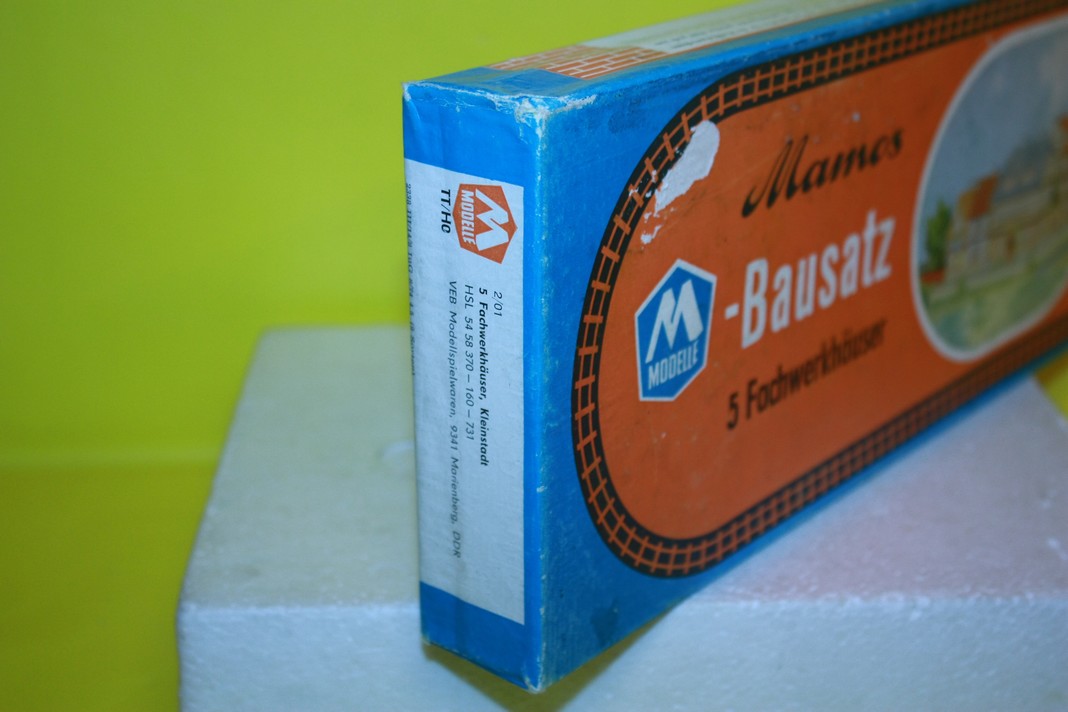 M
MODELLE
TT/HO
2/01
5 Fachwerkhäuser, Kleinstadt
HSL 54 58 370 – 160 – 731
VEB Modellspielwaren, 9341 Marienberg, DDR
Mamos
M
MODELLE
-Bausatz
5 Fachwerkhäuser